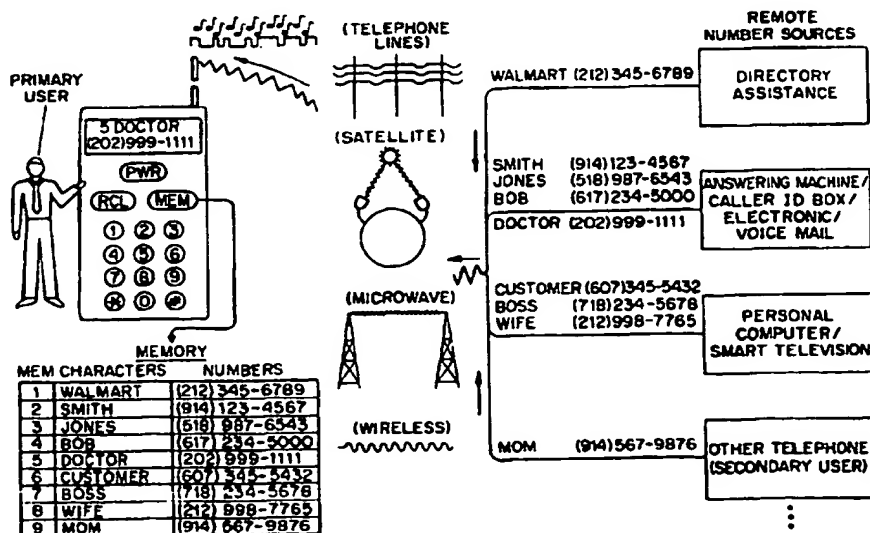 PRIMARY
USER
5 DOCTOR
(202)999-1111
PWR
RCL MEM
1 2 3
4 5 6
7 8 9
* 0 #
MEMORY
MEM CHARACTERS NUMBERS
1 WALMART (212) 345-6789
2 SMITH (914) 123-4567
3 JONES (518) 987-6543
4 BOB (617) 234-5000
5 DOCTOR (202) 999-1111
6 CUSTOMER (607) 345-5432
7 BOSS (718) 234-5678
8 WIFE (212) 998-7765
9 MOM (914) 567-9876
(TELEPHONE
LINES)
(SATELLITE)
(MICROWAVE)
(WIRELESS)
REMOTE
NUMBER SOURCES
WALMART (212)345-6789
DIRECTORY
ASSISTANCE
SMITH (914)123-4567
JONES (518)987-6543
BOB (617)234-5000
DOCTOR (202)999-1111
ANSWERING MACHINE/
CALLER ID BOX/
ELECTRONIC/
VOICE MAIL
CUSTOMER (607)345-5432
BOSS (718)234-5678
WIFE (212)998-7765
PERSONAL
COMPUTER/
SMART TELEVISION
MOM (914)567-9876
OTHER TELEPHONE
(SECONDARY USER)